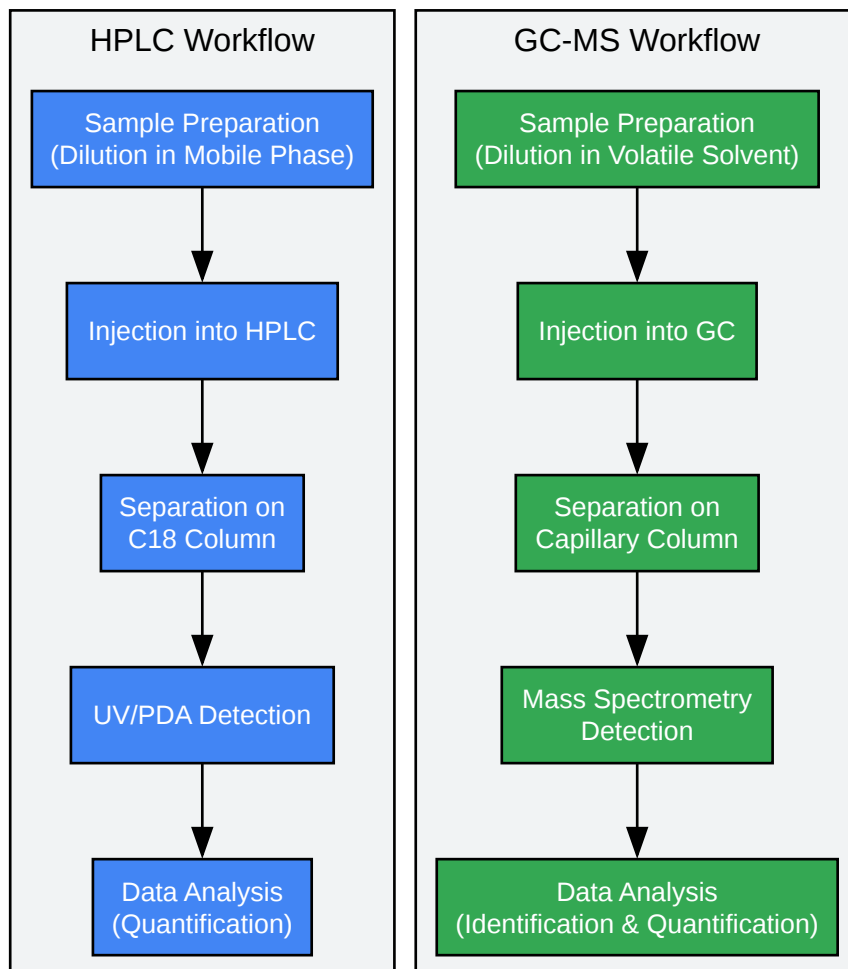 HPLC Workflow
Sample Preparation
(Dilution in Mobile Phase)
Injection into HPLC
Separation on
C18 Column
UV/PDA Detection
Data Analysis
(Quantification)
GC-MS Workflow
Sample Preparation
(Dilution in Volatile Solvent)
Injection into GC
Separation on
Capillary Column
Mass Spectrometry
Detection
Data Analysis
(Identification & Quantification)